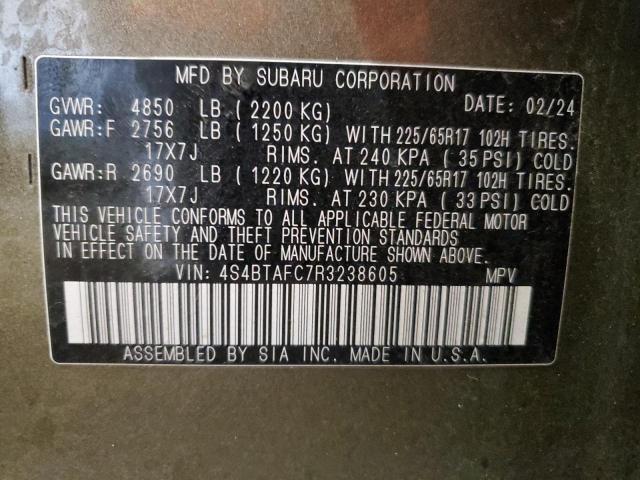 MFD BY SUBARU CORPORATION
GVWR: 4850 LB (2200 KG) DATE: 02/24
GAWR:F 2756 LB (1250 KG) WITH 225/65R17 102H TIRES.
17X7J RIMS. AT 240 KPA (35 PSI) COLD
GAWR:R 2690 LB (1220 KG) WITH 225/65R17 102H TIRES.
17X7J RIMS. AT 230 KPA (33 PSI) COLD
THIS VEHICLE CONFORMS TO ALL APPLICABLE FEDERAL MOTOR
VEHICLE SAFETY AND THEFT PREVENTION STANDARDS
IN EFFECT ON THE DATE OF MANUFACTURE SHOWN ABOVE.
VIN: 4S4BTAFC7R3238605 MPV
ASSEMBLED BY SIA INC. MADE IN U.S.A.